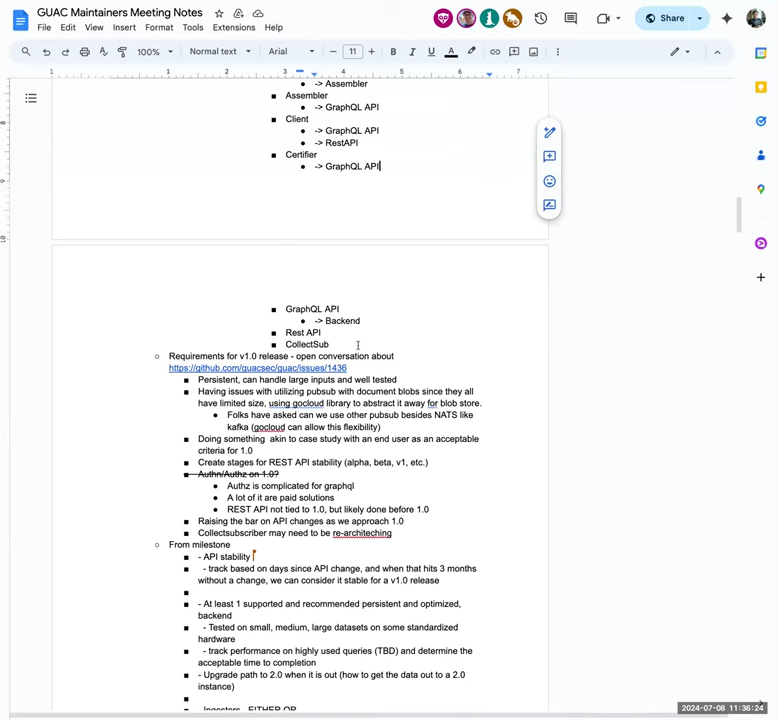 GUAC Maintainers Meeting Notes
File Edit View Insert Format Tools Extensions Help
Share
100% Normal text Arial 11 B I U A
1 1 2 3 4 5 6 7
-> Assembler
Assembler
-> GraphQL API
Client
-> GraphQL API
-> RestAPI
Certifier
-> GraphQL API
GraphQL API
-> Backend
Rest API
CollectSub
Requirements for v1.0 release - open conversation about
https://github.com/guacsec/guac/issues/1436
Persistent, can handle large inputs and well tested
Having issues with utilizing pubsub with document blobs since they all
have limited size, using gocloud library to abstract it away for blob store.
Folks have asked can we use other pubsub besides NATS like
kafka (gocloud can allow this flexibility)
Doing something akin to case study with an end user as an acceptable
criteria for 1.0
Create stages for REST API stability (alpha, beta, v1, etc.)
Authn/Authz on 1.0?
Authz is complicated for graphql
A lot of it are paid solutions
REST API not tied to 1.0, but likely done before 1.0
Raising the bar on API changes as we approach 1.0
Collectsubscriber may need to be re-architeching
From milestone
- API stability
- track based on days since API change, and when that hits 3 months
without a change, we can consider it stable for a v1.0 release
- At least 1 supported and recommended persistent and optimized,
backend
- Tested on small, medium, large datasets on some standardized
hardware
- track performance on highly used queries (TBD) and determine the
acceptable time to completion
- Upgrade path to 2.0 when it is out (how to get the data out to a 2.0
instance)
- Ingestors - EITHER OR
2024-07-08 11:36:24